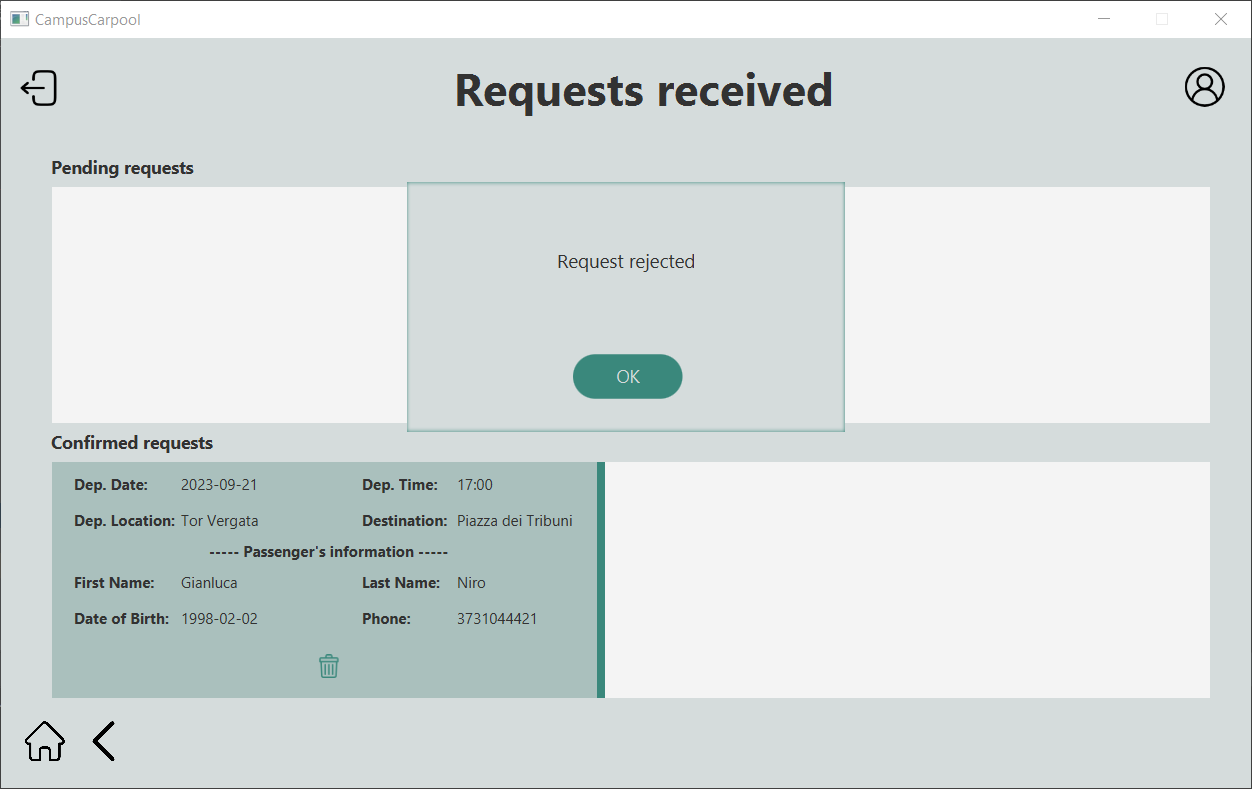 CampusCarpool
Requests received
Pending requests
Request rejected
OK
Confirmed requests
Dep. Date: 2023-09-21 Dep. Time: 17:00
Dep. Location: Tor Vergata Destination: Piazza dei Tribuni
----- Passenger's information -----
First Name: Gianluca Last Name: Niro
Date of Birth: 1998-02-02 Phone: 3731044421